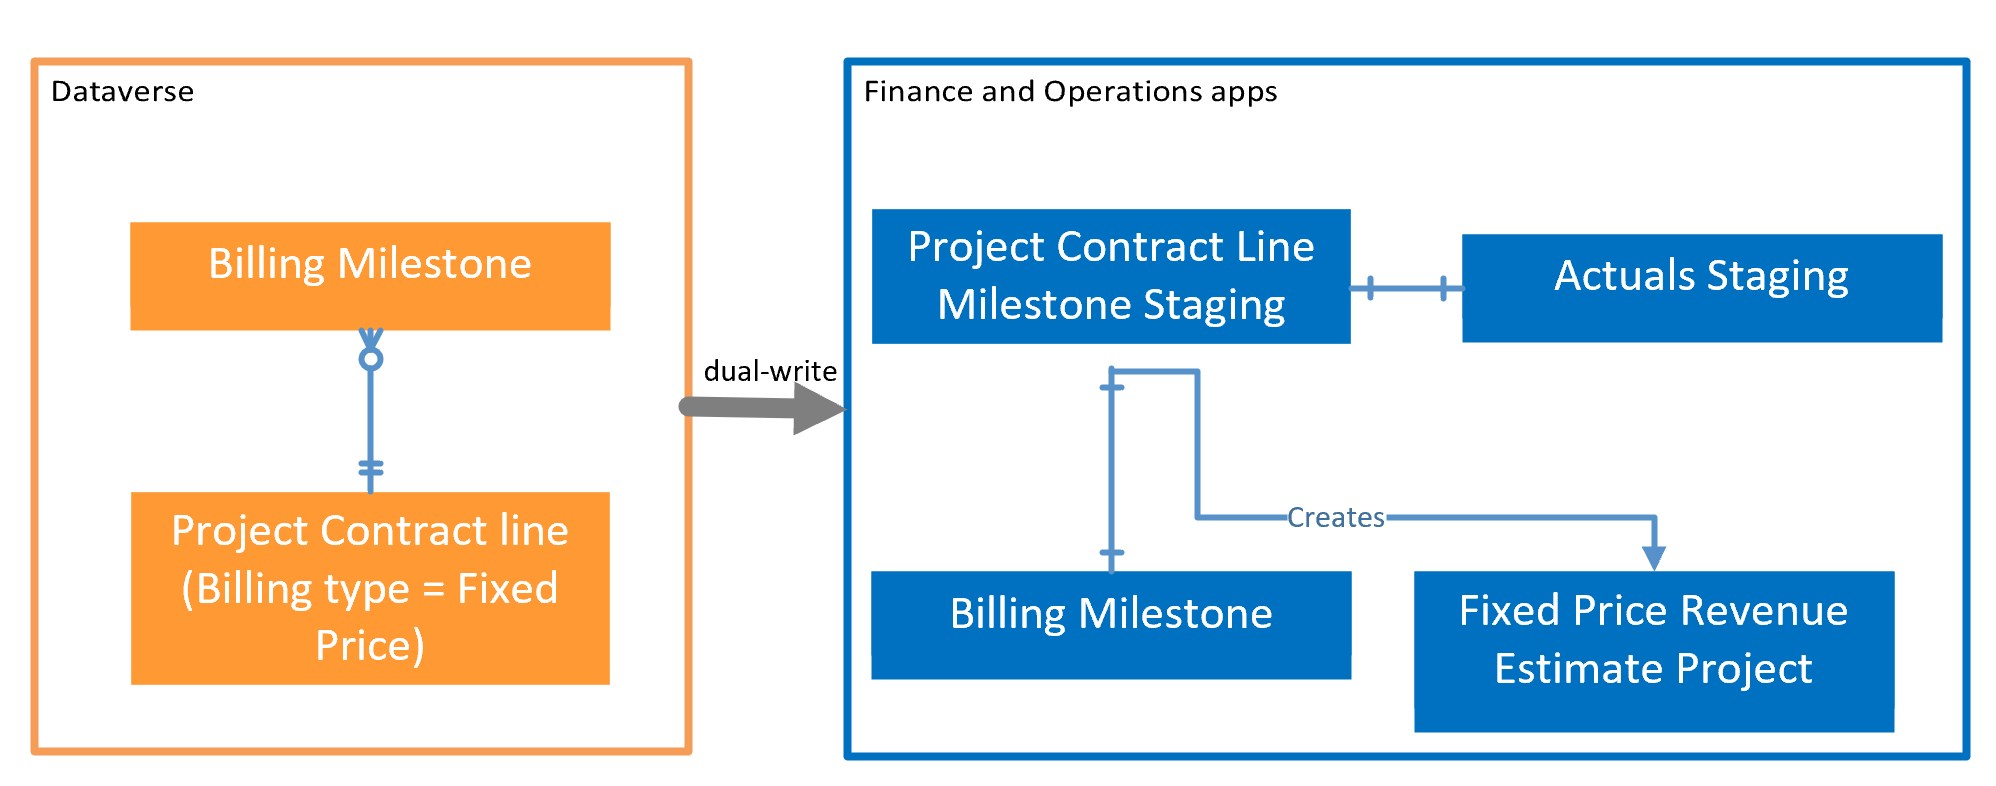 Dataverse
Billing Milestone
Project Contract line
(Billing type = Fixed
Price)
dual-write
Finance and Operations apps
Project Contract Line
Milestone Staging
Actuals Staging
Creates
Billing Milestone
Fixed Price Revenue
Estimate Project